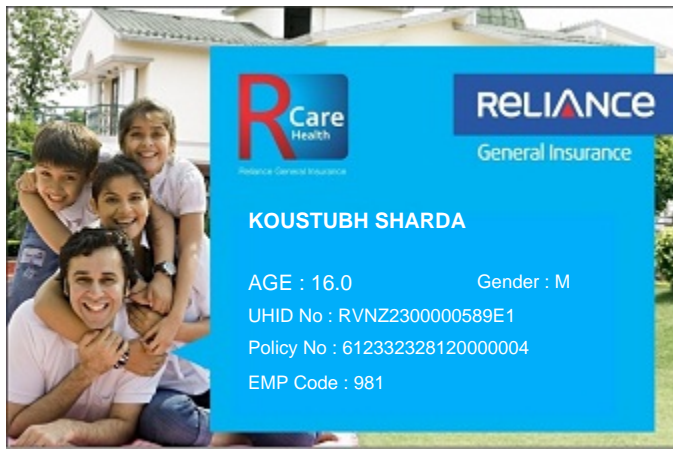 R Care
Health
Reliance General Insurance
RELIANCE
General Insurance
KOUSTUBH SHARDA
AGE : 16.0 Gender : M
UHID No : RVNZ2300000589E1
Policy No : 612332328120000004
EMP Code : 981